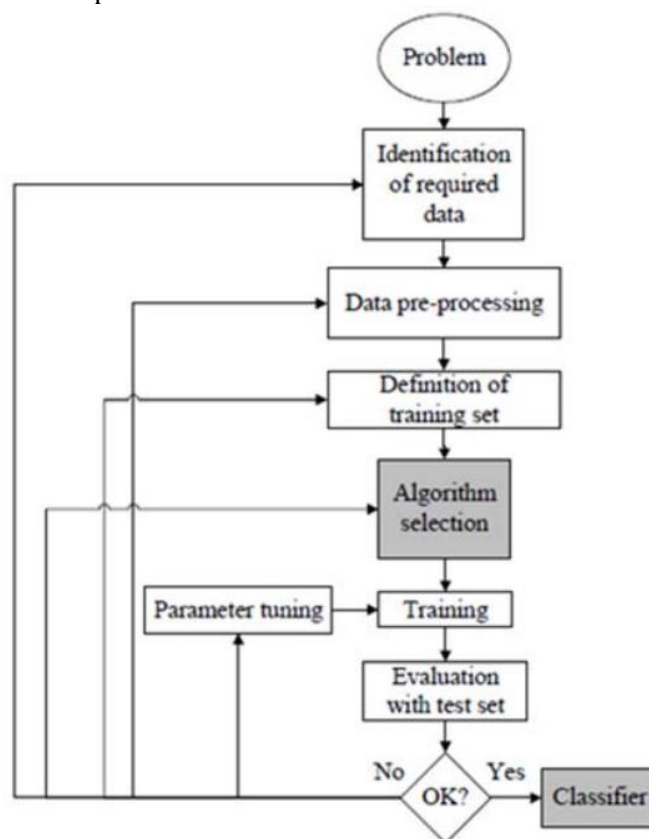 Problem
Identification
of required
data
Data pre-processing
Definition of
training set
Algorithm
selection
Parameter tuning
Training
Evaluation
with test set
No
Yes
OK?
Classifier